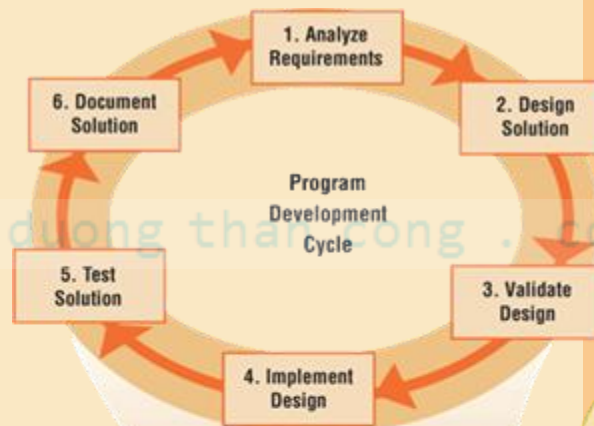 1. Analyze
Requirements
6. Document
Solution
2. Design
Solution
Program
Development
Cycle
duong than cong . co
5. Test
Solution
3. Validate
Design
4. Implement
Design